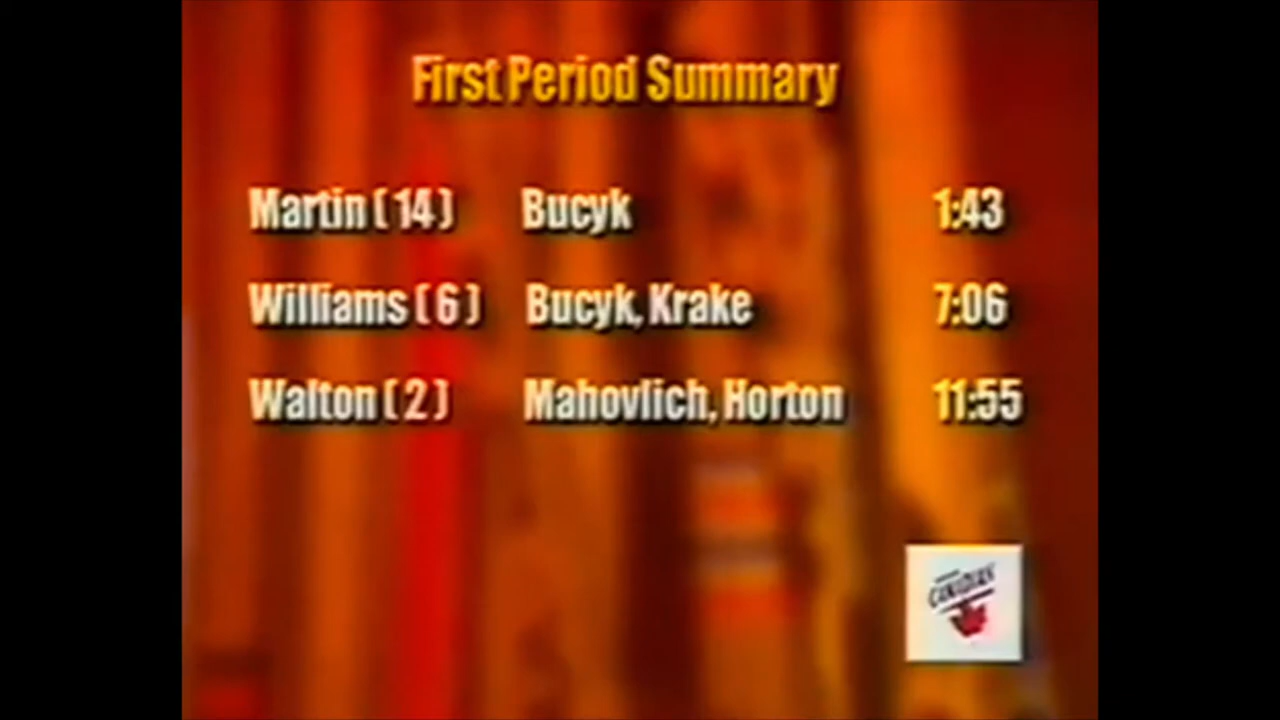 First Period Summary
Martin ( 14 ) Bucyk 1:43
Williams ( 6 ) Bucyk, Krake 7:06
Walton ( 2 ) Mahovlich, Horton 11:55
CANADIAN